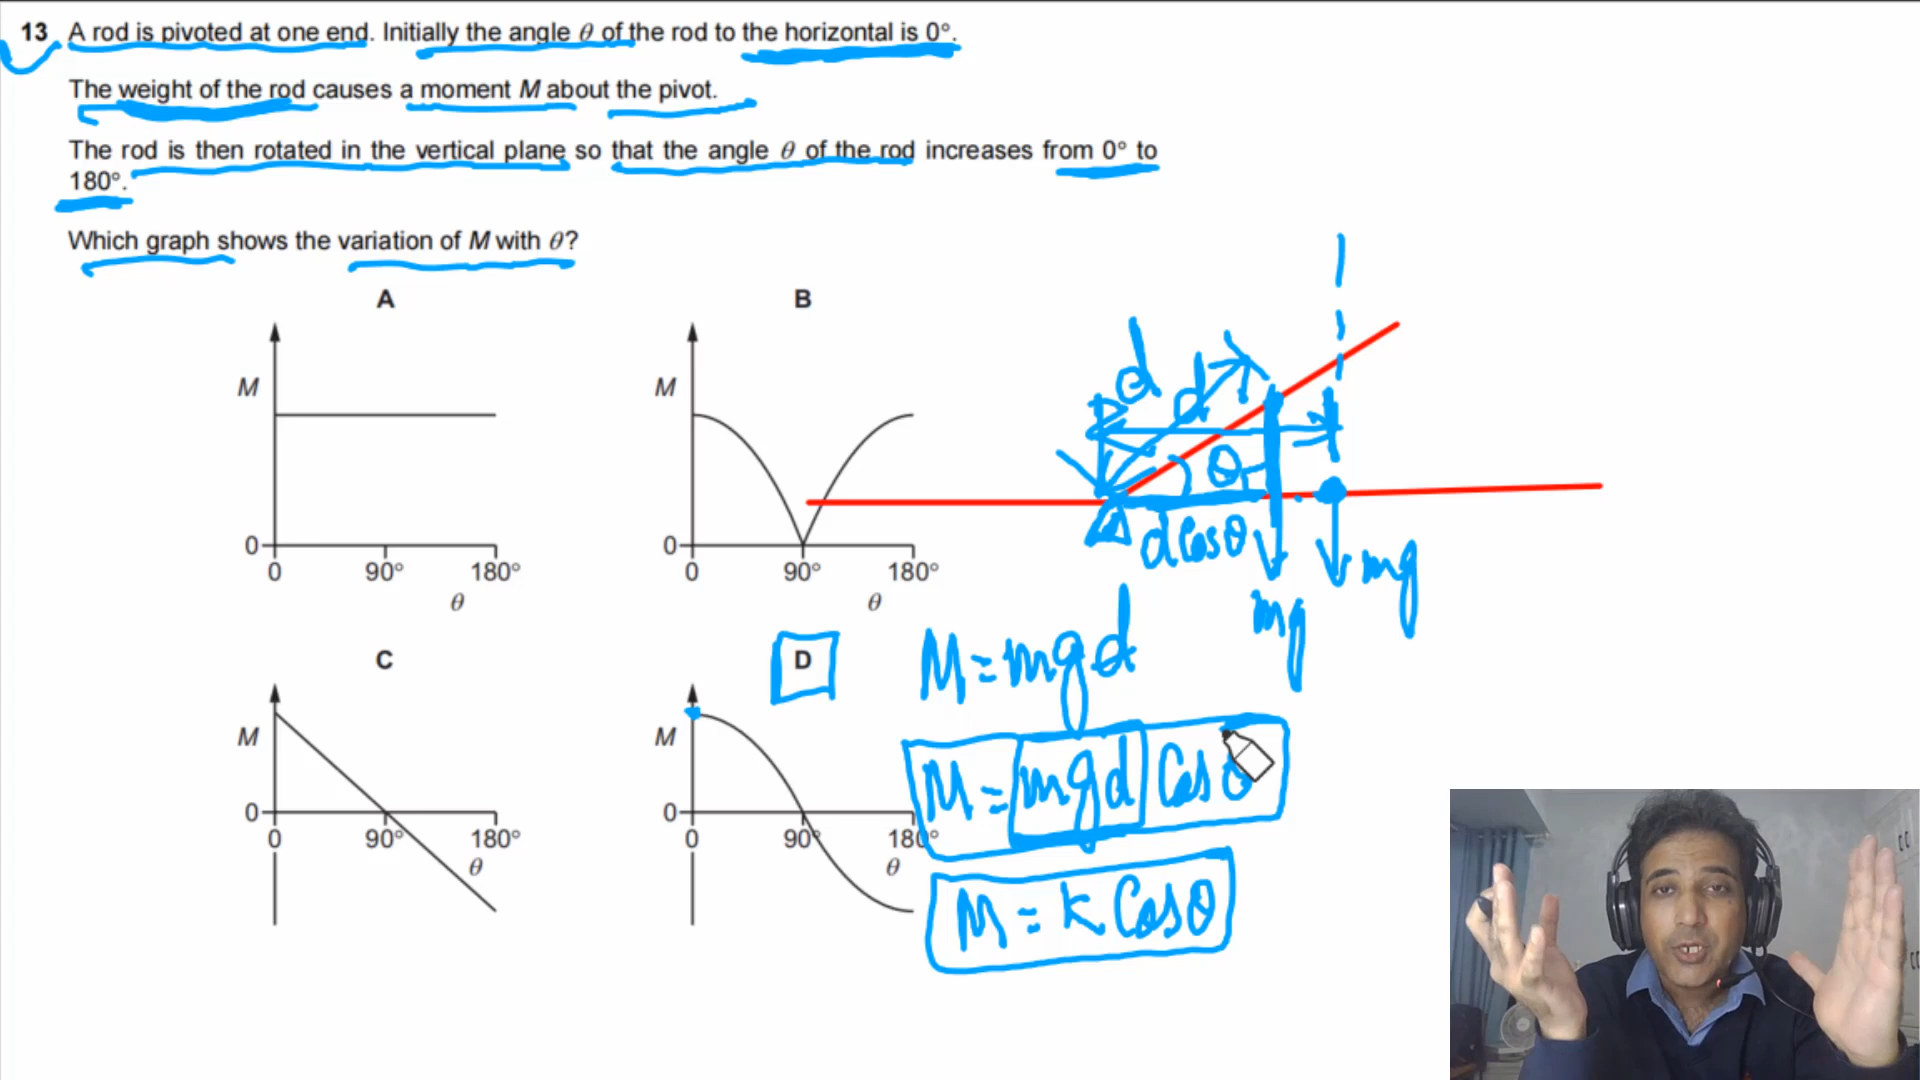 13 A rod is pivoted at one end. Initially the angle θ of the rod to the horizontal is 0°.
The weight of the rod causes a moment M about the pivot.
The rod is then rotated in the vertical plane so that the angle θ of the rod increases from 0° to
180°.
Which graph shows the variation of M with θ?
A
M
0
0 90° 180°
θ
B
M
0
0 90° 180°
θ
C
M
0
0 90° 180°
θ
D
M
0
0 90° 180°
θ
d
d
θ
d Cosθ
mg
mg
M = mgd
M = mgd Cos θ
M = k Cosθ